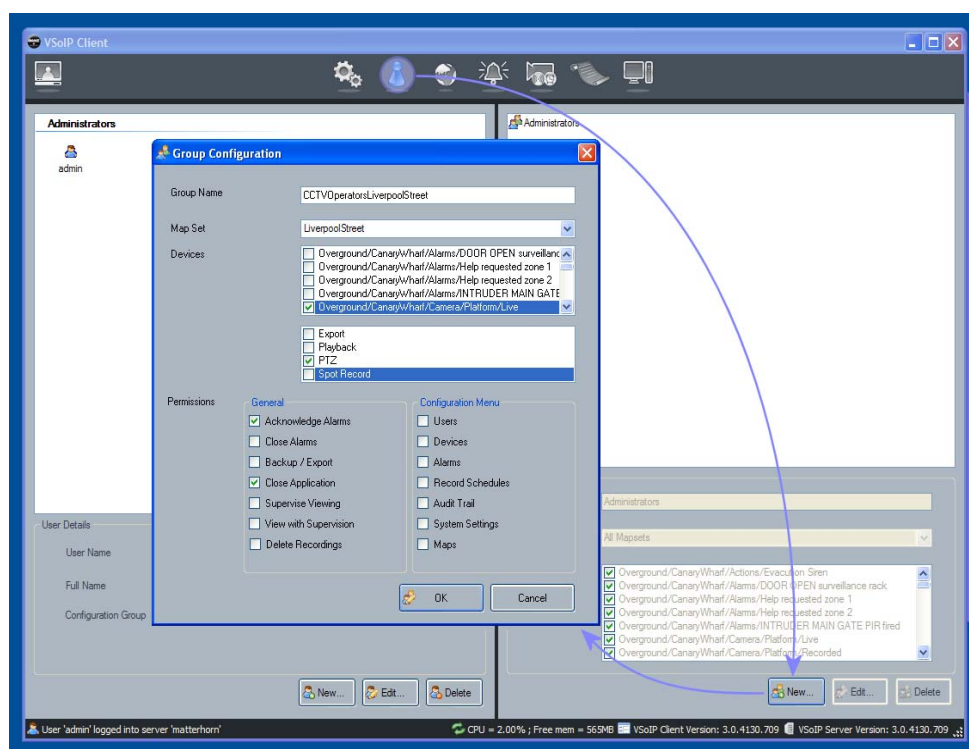 VSoIP Client
Administrators
admin
Administrators
Group Configuration
Group Name
CCTVOperatorsLiverpoolStreet
Map Set
LiverpoolStreet
Devices
Overground/CanaryWharf/Alarms/DOOR OPEN surveillanc
Overground/CanaryWharf/Alarms/Help requested zone 1
Overground/CanaryWharf/Alarms/Help requested zone 2
Overground/CanaryWharf/Alarms/INTRUDER MAIN GATE
Overground/CanaryWharf/Camera/Platform/Live
Export
Playback
PTZ
Spot Record
Permissions
General
Acknowledge Alarms
Close Alarms
Backup / Export
Close Application
Supervise Viewing
View with Supervision
Delete Recordings
Configuration Menu
Users
Devices
Alarms
Record Schedules
Audit Trail
System Settings
Maps
OK
Cancel
User Details
User Name
Full Name
Configuration Group
New...
Edit...
Delete
Administrators
All Mapsets
Overground/CanaryWharf/Actions/Evacution Siren
Overground/CanaryWharf/Alarms/DOOR OPEN surveillance rack
Overground/CanaryWharf/Alarms/Help requested zone 1
Overground/CanaryWharf/Alarms/Help requested zone 2
Overground/CanaryWharf/Alarms/INTRUDER MAIN GATE PIR fired
Overground/CanaryWharf/Camera/Platform/Live
Overground/CanaryWharf/Camera/Platform/Recorded
New...
Edit...
Delete
User 'admin' logged into server 'matterhorn'
CPU = 2.00% ; Free mem = 565MB
VSoIP Client Version: 3.0.4130.709
VSoIP Server Version: 3.0.4130.709